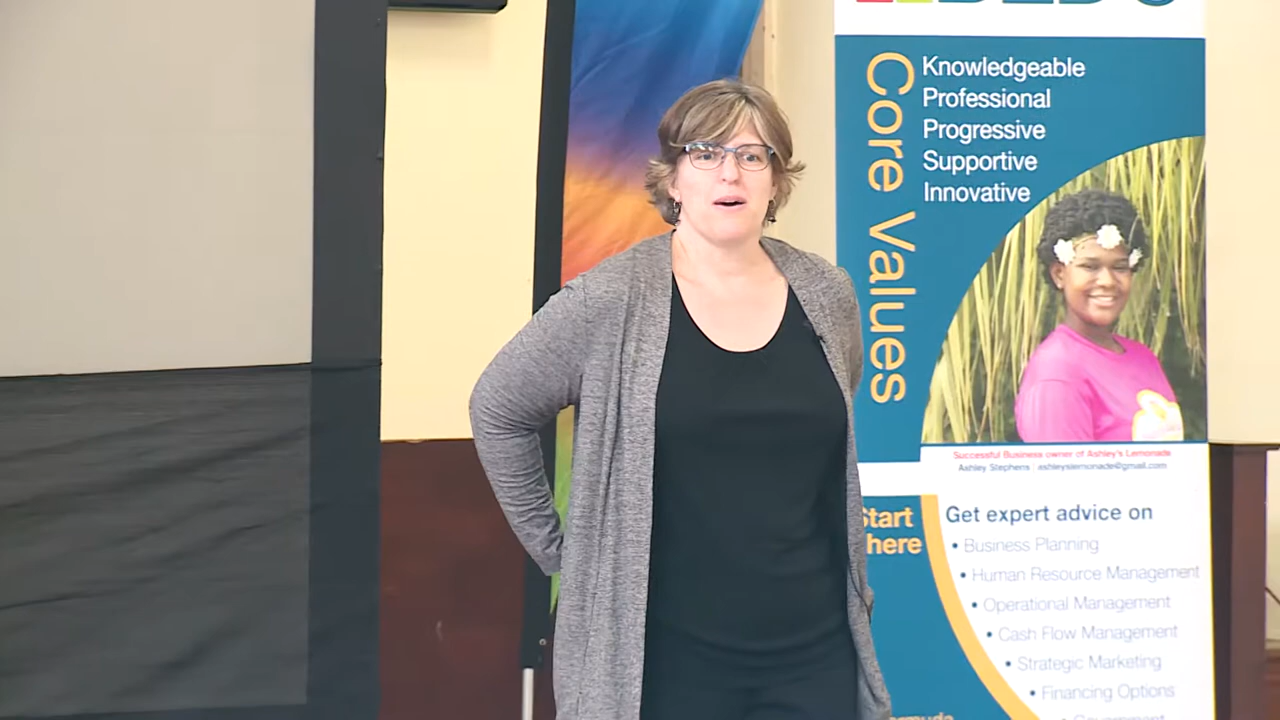 Core Values
Knowledgeable
Professional
Progressive
Supportive
Innovative
Successful Business owner of Ashley's Lemonade
Ashley Stephens | ashleyslemonade@gmail.com
Start
here
Get expert advice on
• Business Planning
• Human Resource Management
• Operational Management
• Cash Flow Management
• Strategic Marketing
• Financing Options
• Government